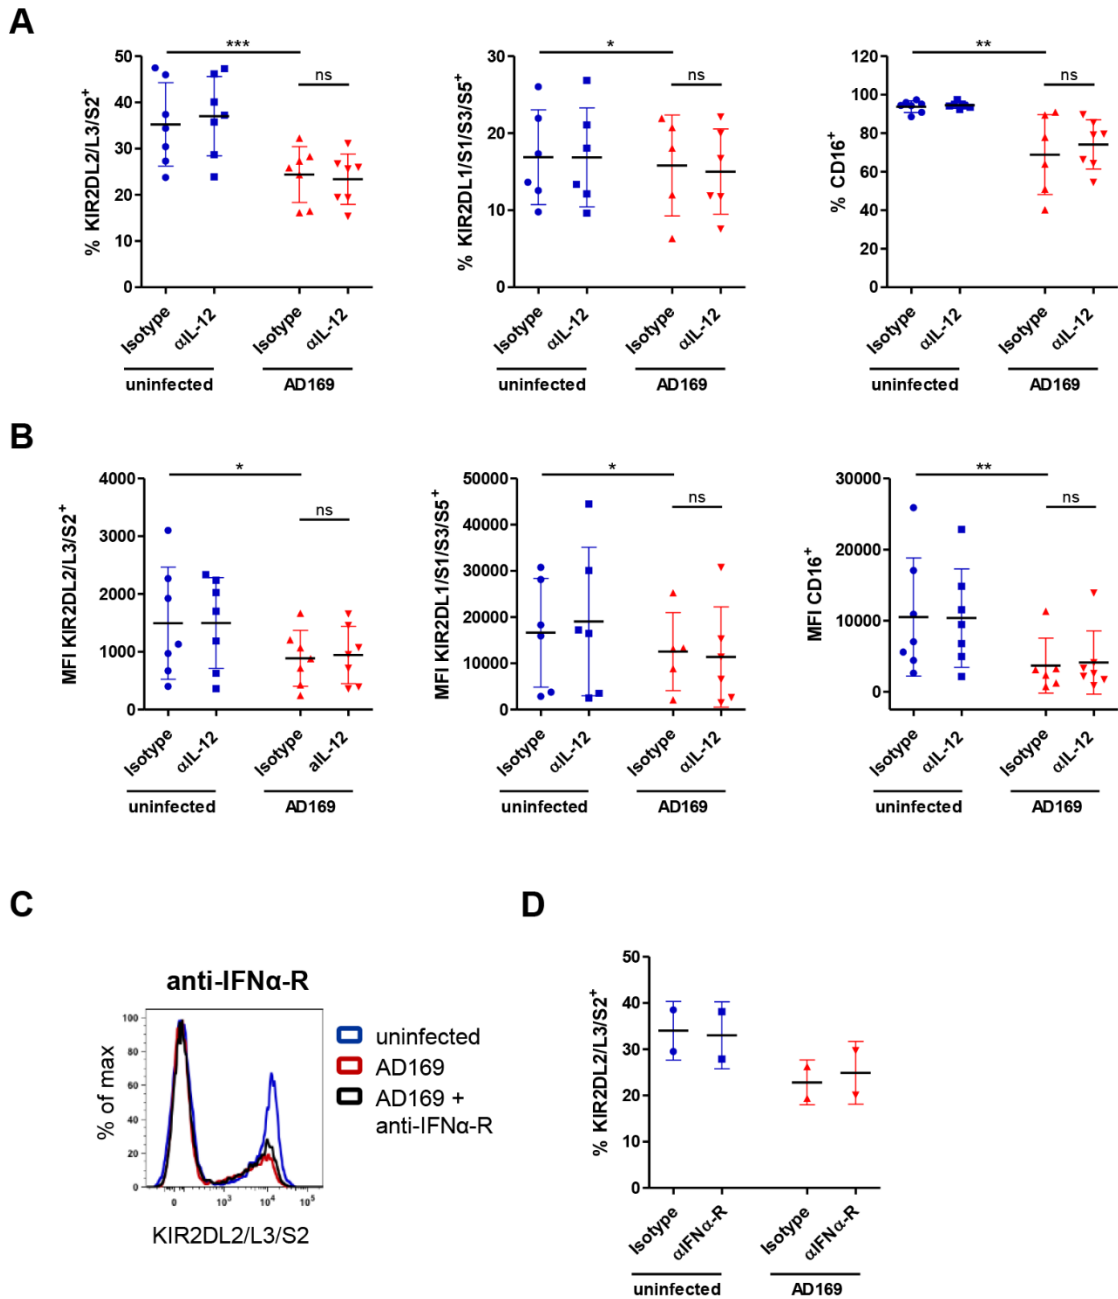 A
*** * **
ns ns ns
% KIR2DL2/L3/S2+
50
40
30
20
10
0
Isotype αIL-12 Isotype αIL-12
uninfected AD169
% KIR2DL1/S1/S3/S5+
30
20
10
0
Isotype αIL-12 Isotype αIL-12
uninfected AD169
% CD16+
120
100
80
60
40
20
0
Isotype αIL-12 Isotype αIL-12
uninfected AD169
B
* * **
ns ns ns
MFI KIR2DL2/L3/S2+
4000
3000
2000
1000
0
Isotype αIL-12 Isotype aIL-12
uninfected AD169
MFI KIR2DL1/S1/S3/S5+
50000
40000
30000
20000
10000
0
Isotype αIL-12 Isotype αIL-12
uninfected AD169
MFI CD16+
30000
20000
10000
0
Isotype αIL-12 Isotype αIL-12
uninfected AD169
C
anti-IFNα-R
% of max
100
80
60
40
20
0
0 10³ 10⁴ 10⁵
KIR2DL2/L3/S2
uninfected
AD169
AD169 +
anti-IFNα-R
D
% KIR2DL2/L3/S2+
50
40
30
20
10
0
Isotype αIFNα-R Isotype αIFNα-R
uninfected AD169